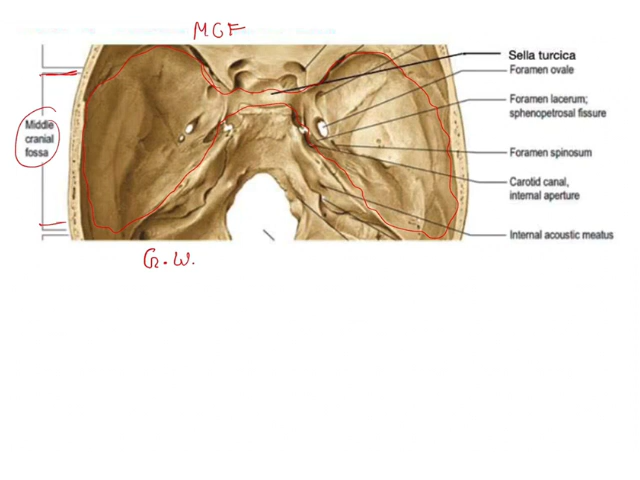 M C F
Sella turcica
Foramen ovale
Foramen lacerum;
sphenopetrosal fissure
Middle
cranial
fossa
Foramen spinosum
Carotid canal,
internal aperture
Internal acoustic meatus
G. W.